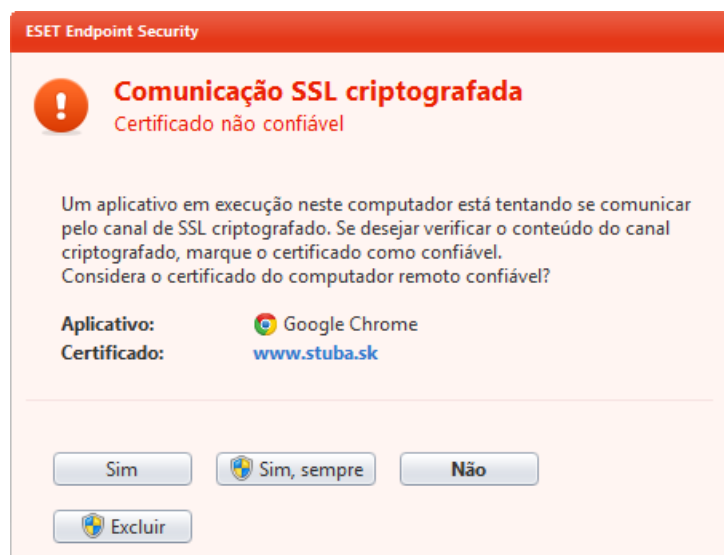 ESET Endpoint Security
Comunicação SSL criptografada
Certificado não confiável
Um aplicativo em execução neste computador está tentando se comunicar
pelo canal de SSL criptografado. Se desejar verificar o conteúdo do canal
criptografado, marque o certificado como confiável.
Considera o certificado do computador remoto confiável?
Aplicativo: Google Chrome
Certificado: www.stuba.sk
Sim Sim, sempre Não
Excluir